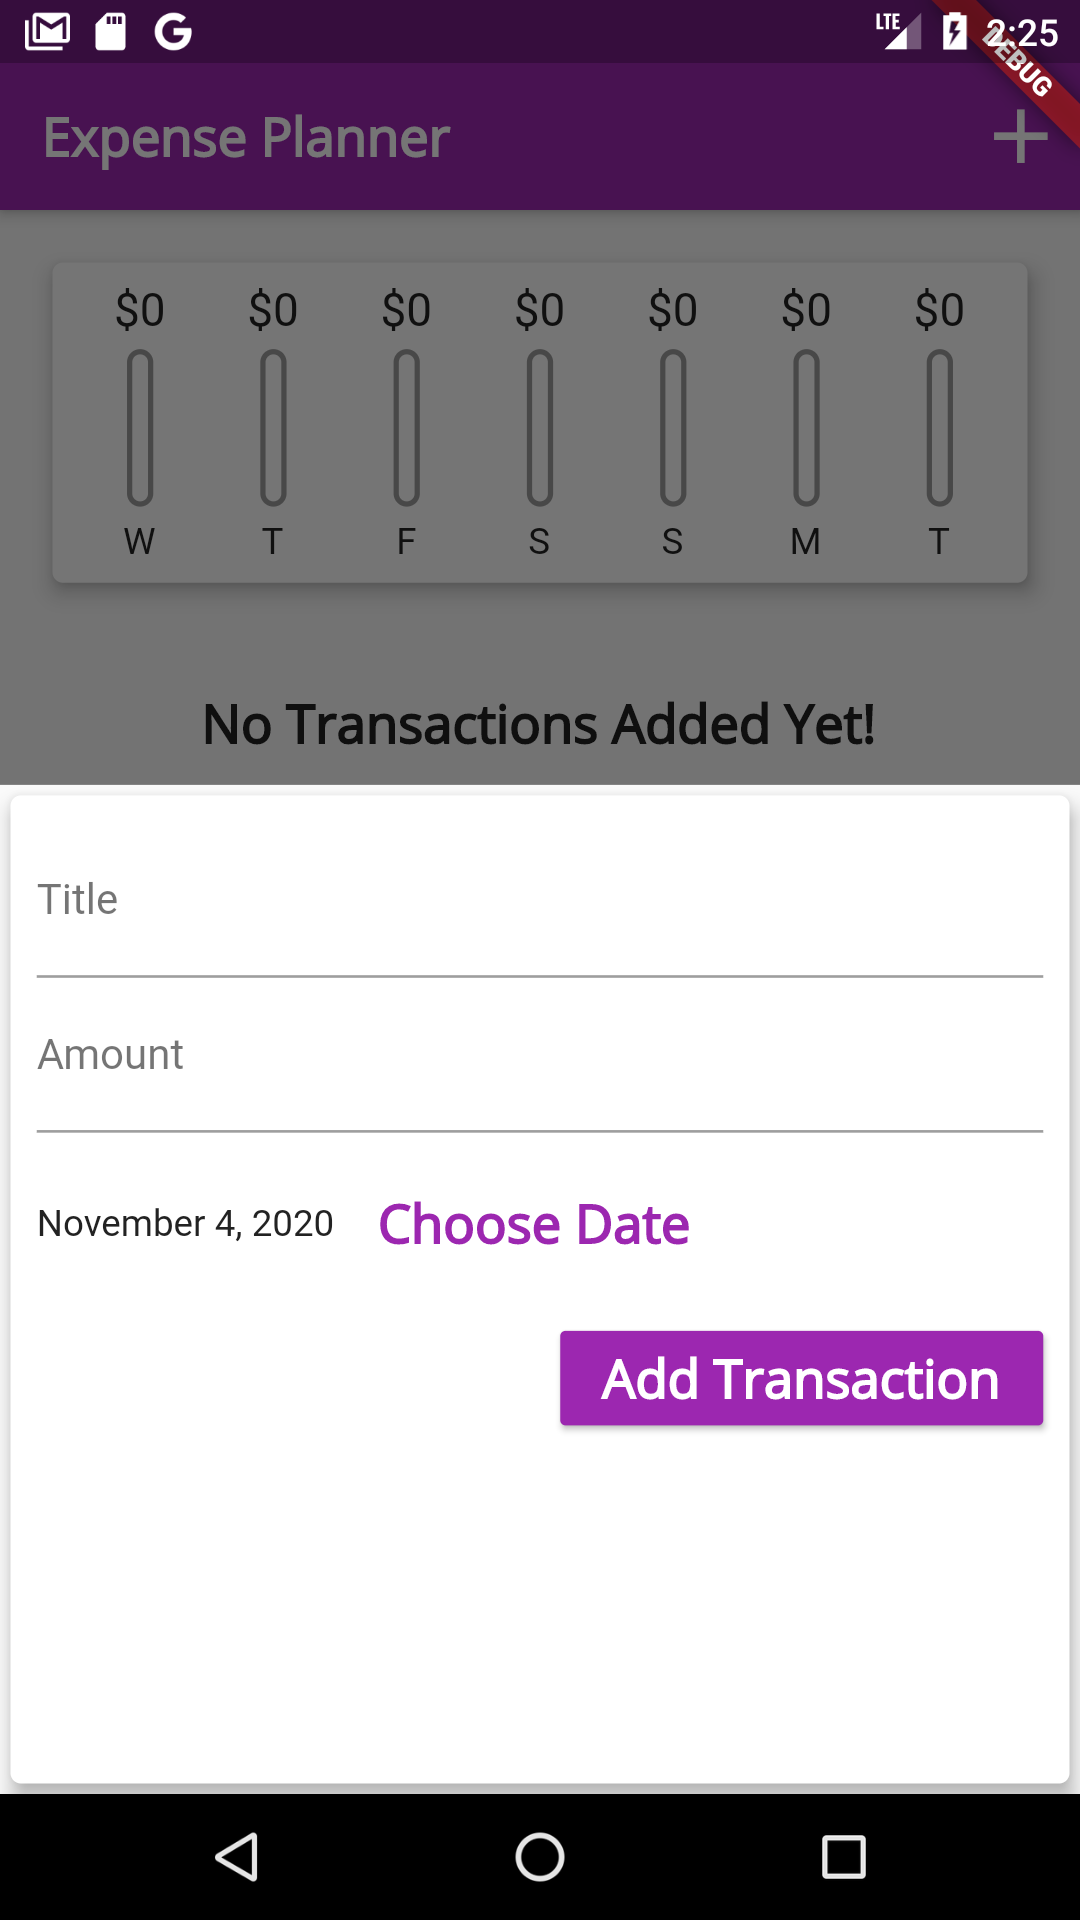 LTE 2:25
DEBUG
Expense Planner
$0 $0 $0 $0 $0 $0 $0
W T F S S M T
No Transactions Added Yet!
Title
Amount
November 4, 2020 Choose Date
Add Transaction